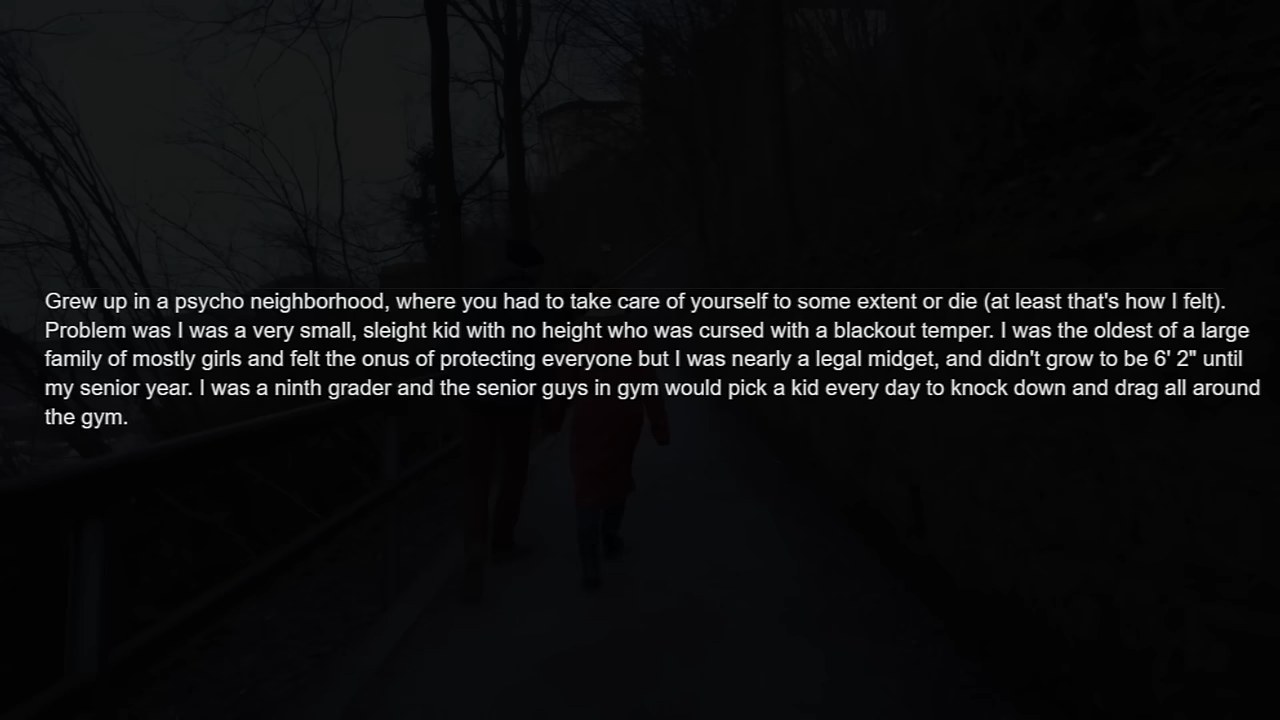 Grew up in a psycho neighborhood, where you had to take care of yourself to some extent or die (at least that's how I felt).
Problem was I was a very small, sleight kid with no height who was cursed with a blackout temper. I was the oldest of a large
family of mostly girls and felt the onus of protecting everyone but I was nearly a legal midget, and didn't grow to be 6' 2" until
my senior year. I was a ninth grader and the senior guys in gym would pick a kid every day to knock down and drag all around
the gym.